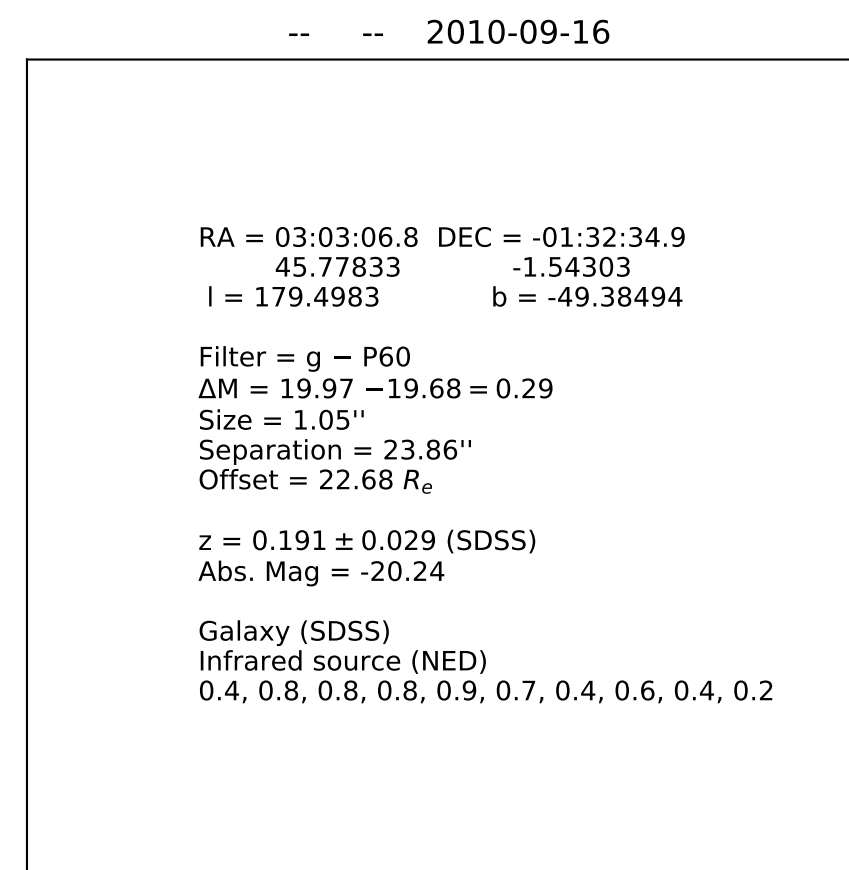 -- -- 2010-09-16
RA = 03:03:06.8 DEC = -01:32:34.9
45.77833 -1.54303
l = 179.4983 b = -49.38494
Filter = g − P60
ΔM = 19.97 −19.68 = 0.29
Size = 1.05''
Separation = 23.86''
Offset = 22.68 Rₑ
z = 0.191 ± 0.029 (SDSS)
Abs. Mag = -20.24
Galaxy (SDSS)
Infrared source (NED)
0.4, 0.8, 0.8, 0.8, 0.9, 0.7, 0.4, 0.6, 0.4, 0.2